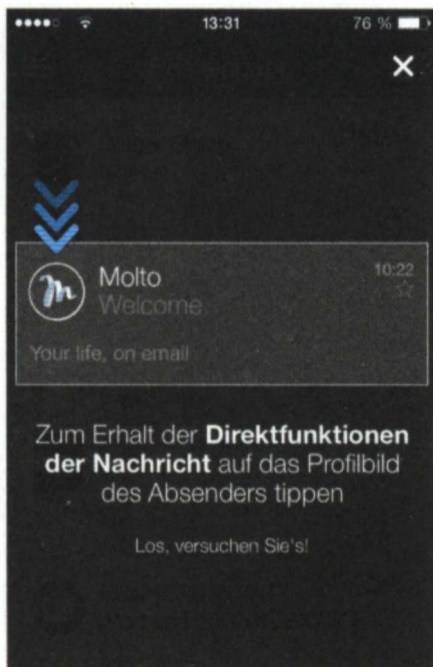 13:31 76 %
Molto 10:22
Welcome
Your life, on email
Zum Erhalt der Direktfunktionen
der Nachricht auf das Profilbild
des Absenders tippen
Los, versuchen Sie's!